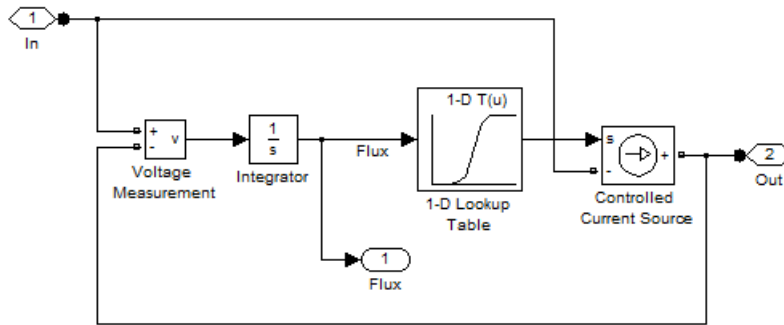 1
In
+
-
v
Voltage
Measurement
1
s
Integrator
Flux
1-D T(u)
1-D Lookup
Table
s
-
+
Controlled
Current Source
2
Out
1
Flux